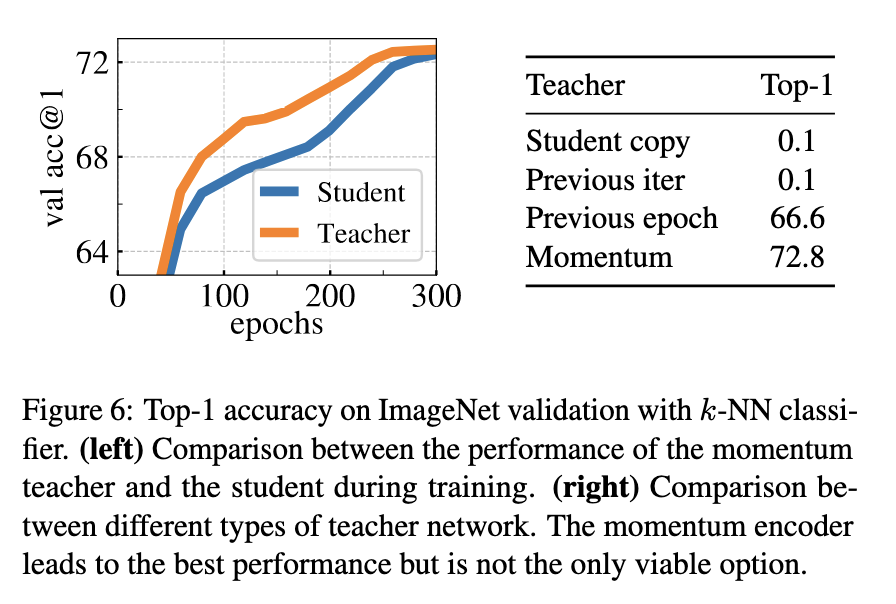 72
68
64
val acc@1
0 100 200 300
epochs
Student
Teacher
Teacher Top-1
Student copy 0.1
Previous iter 0.1
Previous epoch 66.6
Momentum 72.8
Figure 6: Top-1 accuracy on ImageNet validation with k-NN classi-
fier. (left) Comparison between the performance of the momentum
teacher and the student during training. (right) Comparison be-
tween different types of teacher network. The momentum encoder
leads to the best performance but is not the only viable option.